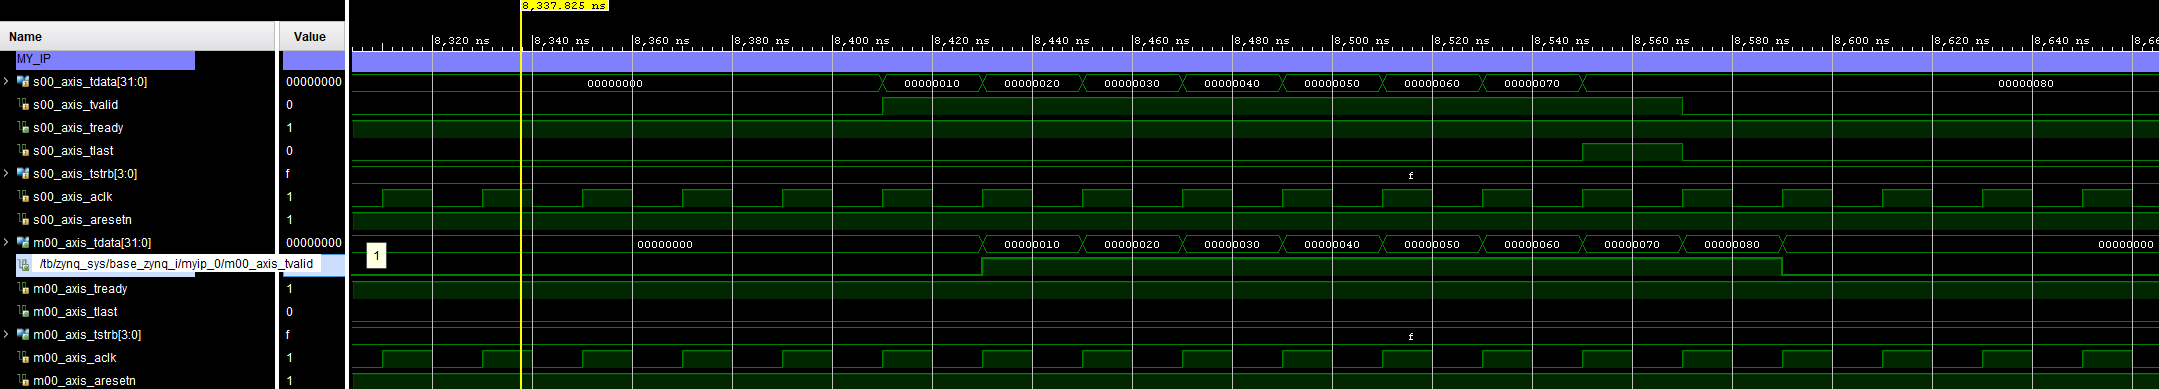 8,337.825 ns
Name Value
8,320 ns 8,340 ns 8,360 ns 8,380 ns 8,400 ns 8,420 ns 8,440 ns 8,460 ns 8,480 ns 8,500 ns 8,520 ns 8,540 ns 8,560 ns 8,580 ns 8,600 ns 8,620 ns 8,640 ns 8,66
MY_IP
s00_axis_tdata[31:0] 00000000 00000000 00000010 00000020 00000030 00000040 00000050 00000060 00000070 00000080
s00_axis_tvalid 0
s00_axis_tready 1
s00_axis_tlast 0
s00_axis_tstrb[3:0] f f
s00_axis_aclk 1
s00_axis_aresetn 1
m00_axis_tdata[31:0] 00000000 00000000 00000010 00000020 00000030 00000040 00000050 00000060 00000070 00000080 00000000
/tb/zynq_sys/base_zynq_i/myip_0/m00_axis_tvalid 1
m00_axis_tready 1
m00_axis_tlast 0
m00_axis_tstrb[3:0] f f
m00_axis_aclk 1
m00_axis_aresetn 1